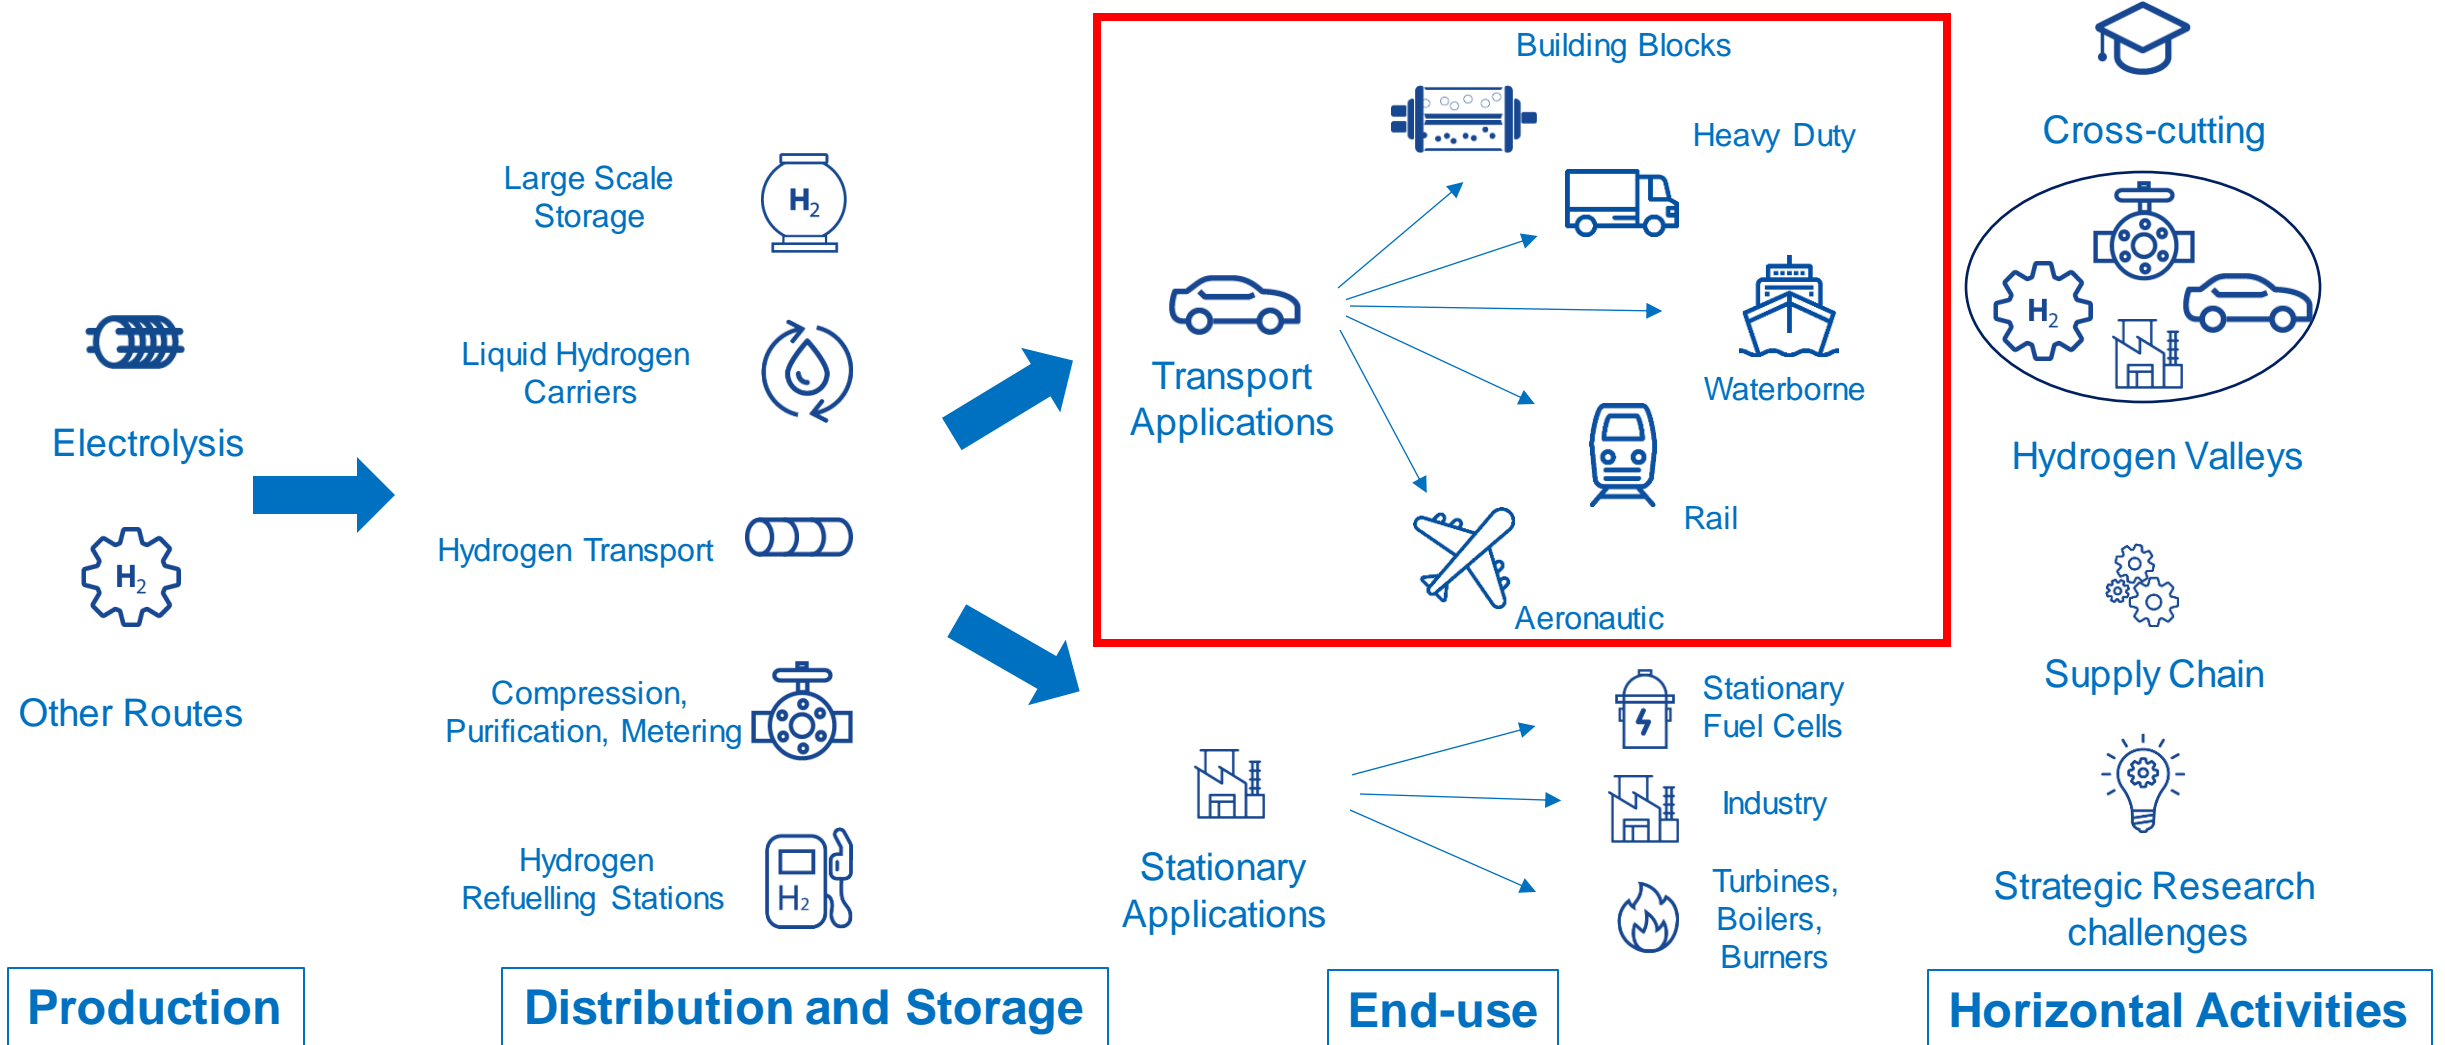 Electrolysis
H2
Other Routes
Production
Large Scale
Storage
H2
Liquid Hydrogen
Carriers
Hydrogen Transport
Compression,
Purification, Metering
Hydrogen
Refuelling Stations
H2
Distribution and Storage
Building Blocks
Heavy Duty
Transport
Applications
Waterborne
Rail
Aeronautic
Stationary
Applications
Stationary
Fuel Cells
Industry
Turbines,
Boilers,
Burners
End-use
Cross-cutting
H2
Hydrogen Valleys
Supply Chain
Strategic Research
challenges
Horizontal Activities